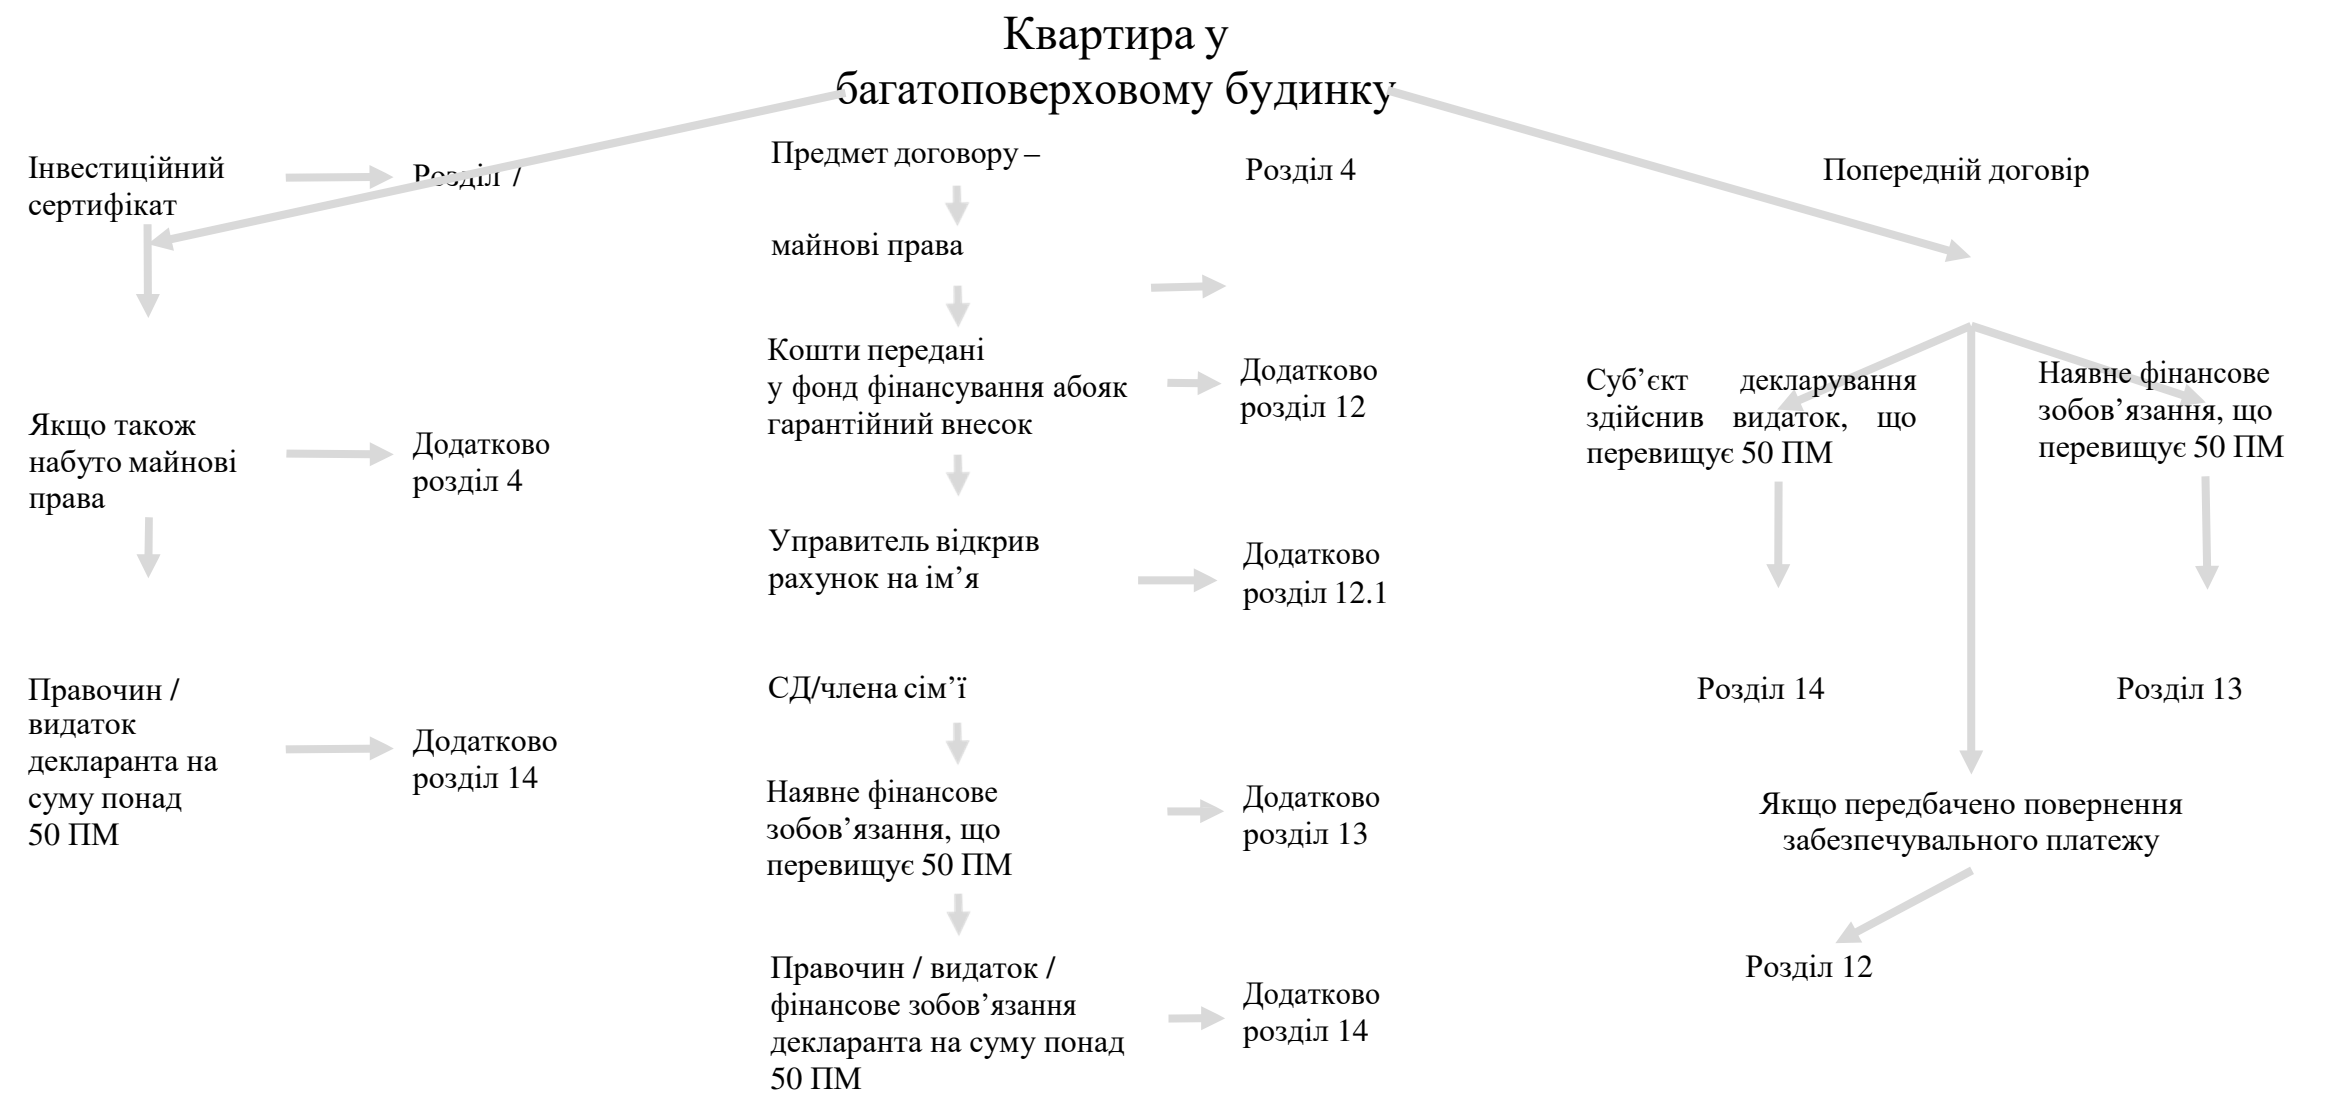 Квартира у
багатоповерховому будинку
Інвестиційний
сертифікат
Розділ 7
Якщо також
набуто майнові
права
Додатково
розділ 4
Правочин /
видаток
декларанта на
суму понад
50 ПМ
Додатково
розділ 14
Предмет договору –
Розділ 4
майнові права
Кошти передані
у фонд фінансування абояк
гарантійний внесок
Додатково
розділ 12
Управитель відкрив
рахунок на ім’я
Додатково
розділ 12.1
СД/члена сім’ї
Наявне фінансове
зобов’язання, що
перевищує 50 ПМ
Додатково
розділ 13
Правочин / видаток /
фінансове зобов’язання
декларанта на суму понад
50 ПМ
Додатково
розділ 14
Попередній договір
Суб’єкт декларування
здійснив видаток, що
перевищує 50 ПМ
Наявне фінансове
зобов’язання, що
перевищує 50 ПМ
Розділ 14
Розділ 13
Якщо передбачено повернення
забезпечувального платежу
Розділ 12